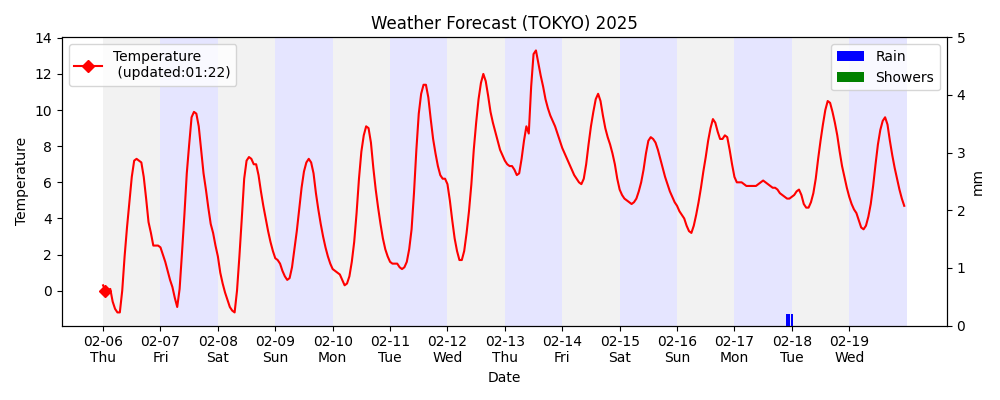 Weather Forecast (TOKYO) 2025
Temperature
(updated:01:22)
Rain
Showers
14
12
10
8
6
4
2
0
Temperature
5
4
3
2
1
0
mm
02-06 02-07 02-08 02-09 02-10 02-11 02-12 02-13 02-14 02-15 02-16 02-17 02-18 02-19
Thu Fri Sat Sun Mon Tue Wed Thu Fri Sat Sun Mon Tue Wed
Date